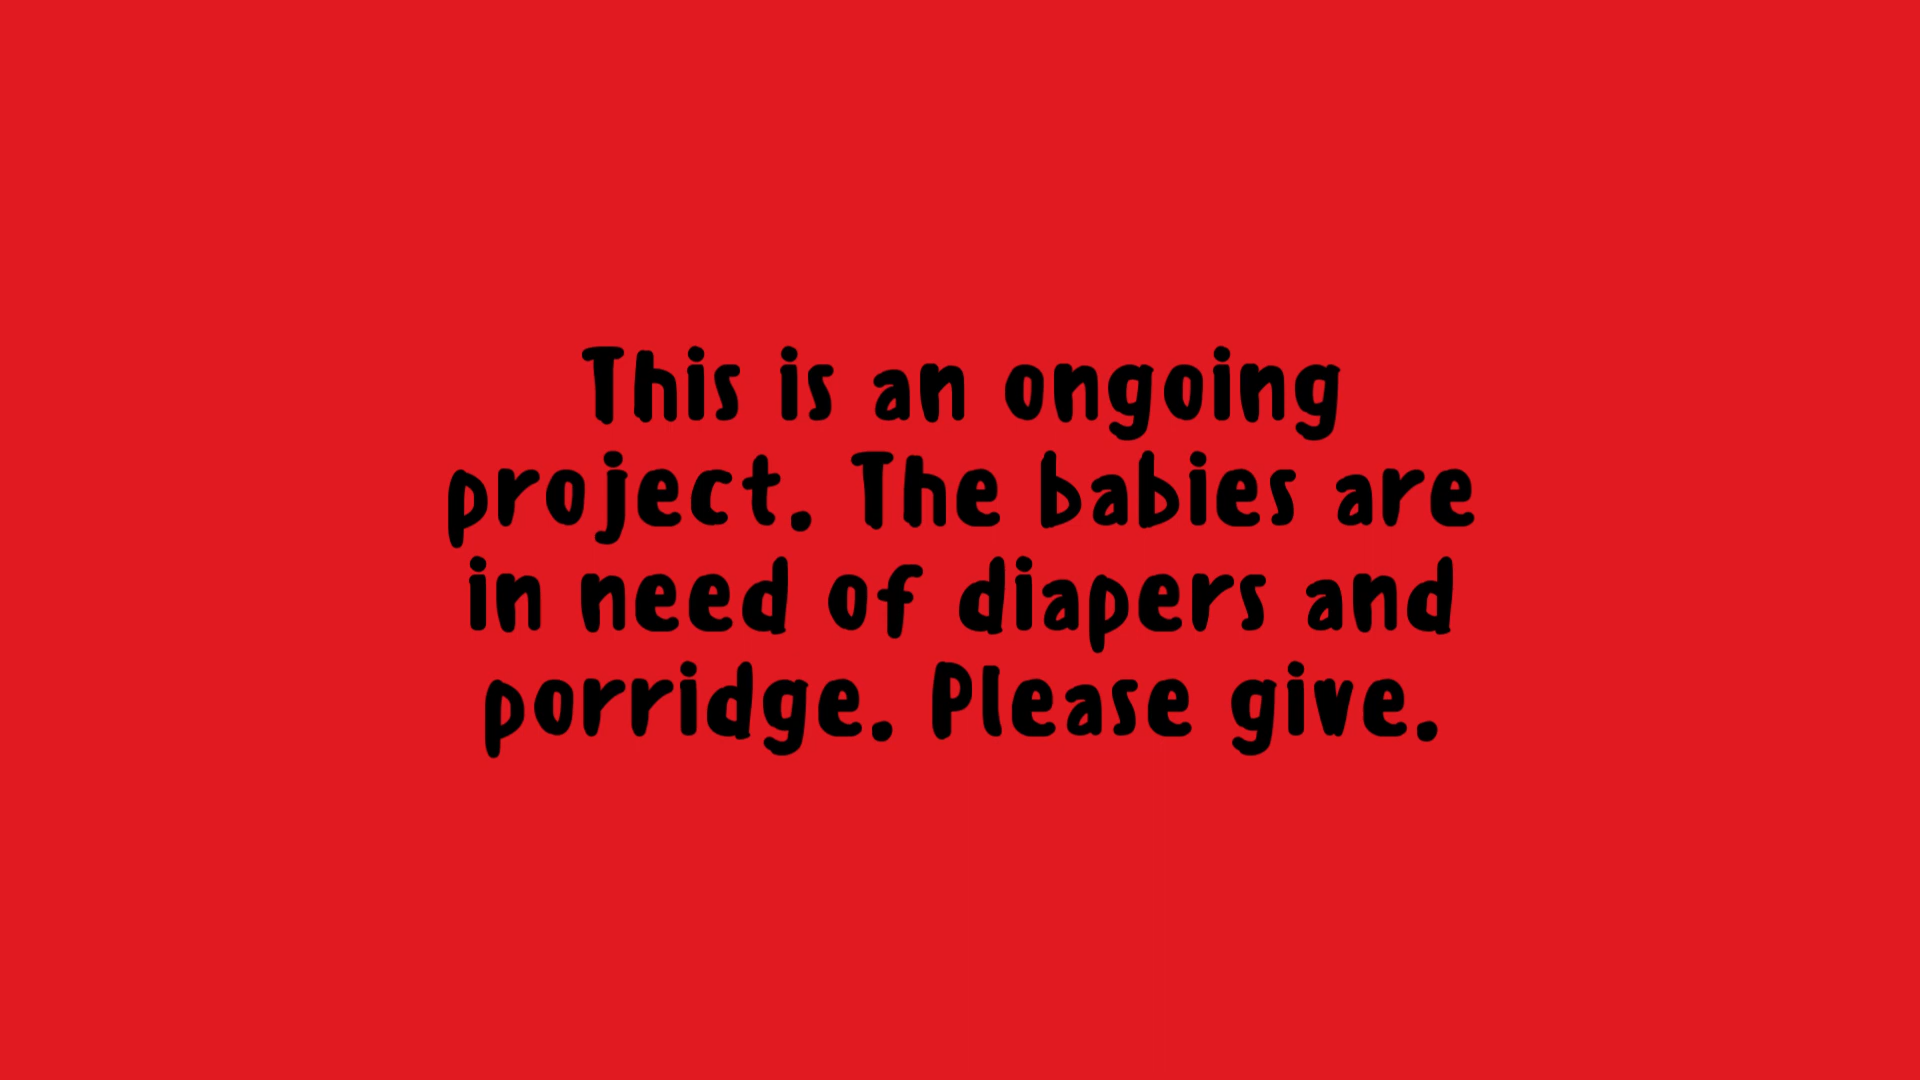 This is an ongoing
project. The babies are
in need of diapers and
porridge. Please give.